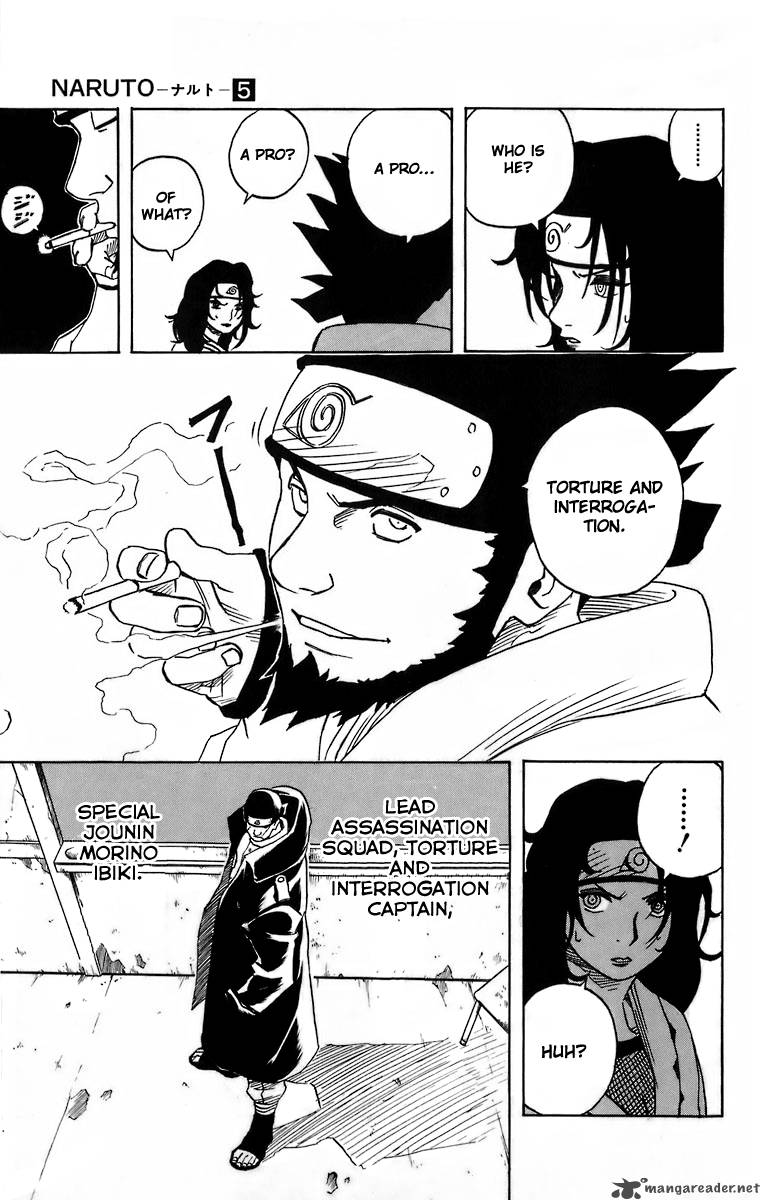 NARUTO—ナルト—5
………
WHO IS
HE?
A PRO...
A PRO?
OF
WHAT?
ジジ
TORTURE AND
INTERROGA-
TION.
……!
HUH?
LEAD
ASSASSINATION
SQUAD, TORTURE
AND
INTERROGATION
CAPTAIN,
SPECIAL
JOUNIN
MORINO
IBIKI.
mangareader.net